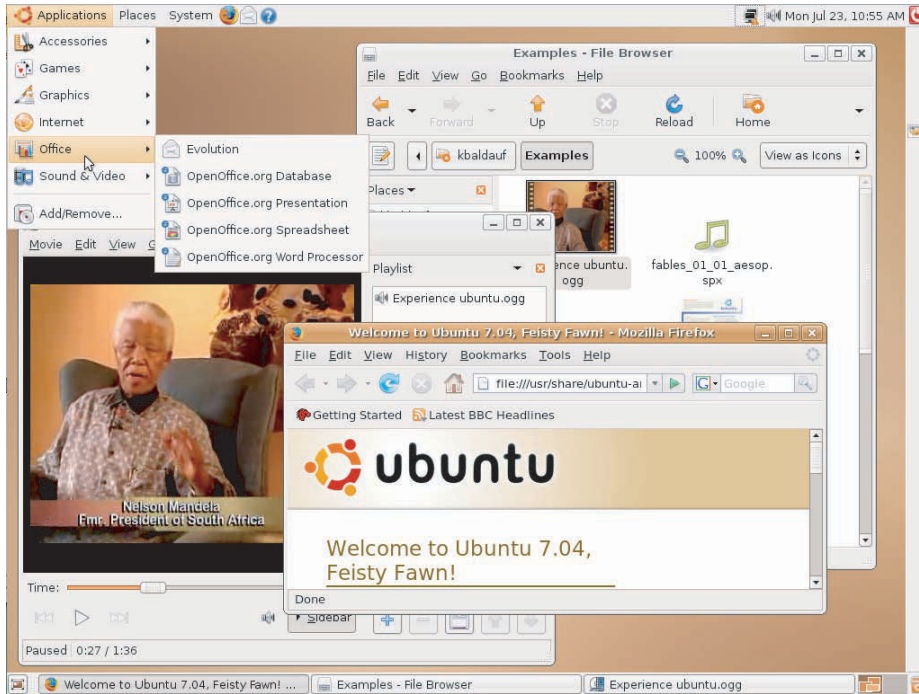 Applications Places System
Mon Jul 23, 10:55 AM
Accessories
Games
Graphics
Internet
Office
Sound & Video
Add/Remove...
Evolution
OpenOffice.org Database
OpenOffice.org Presentation
OpenOffice.org Spreadsheet
OpenOffice.org Word Processor
Examples - File Browser
File Edit View Go Bookmarks Help
Back Forward Up Stop Reload Home
kbaldauf Examples 100% View as Icons
Places
ence ubuntu.
ogg
fables_01_01_aesop.
spx
Movie Edit View G
Playlist
Experience ubuntu.ogg
Nelson Mandela
Fmr. President of South Africa
Time:
Sidebar
Paused 0:27 / 1:36
Welcome to Ubuntu 7.04, Feisty Fawn! - Mozilla Firefox
File Edit View History Bookmarks Tools Help
file:///usr/share/ubuntu-a
G Google
Getting Started Latest BBC Headlines
ubuntu
Welcome to Ubuntu 7.04,
Feisty Fawn!
Done
Welcome to Ubuntu 7.04, Feisty Fawn! ...
Examples - File Browser
Experience ubuntu.ogg